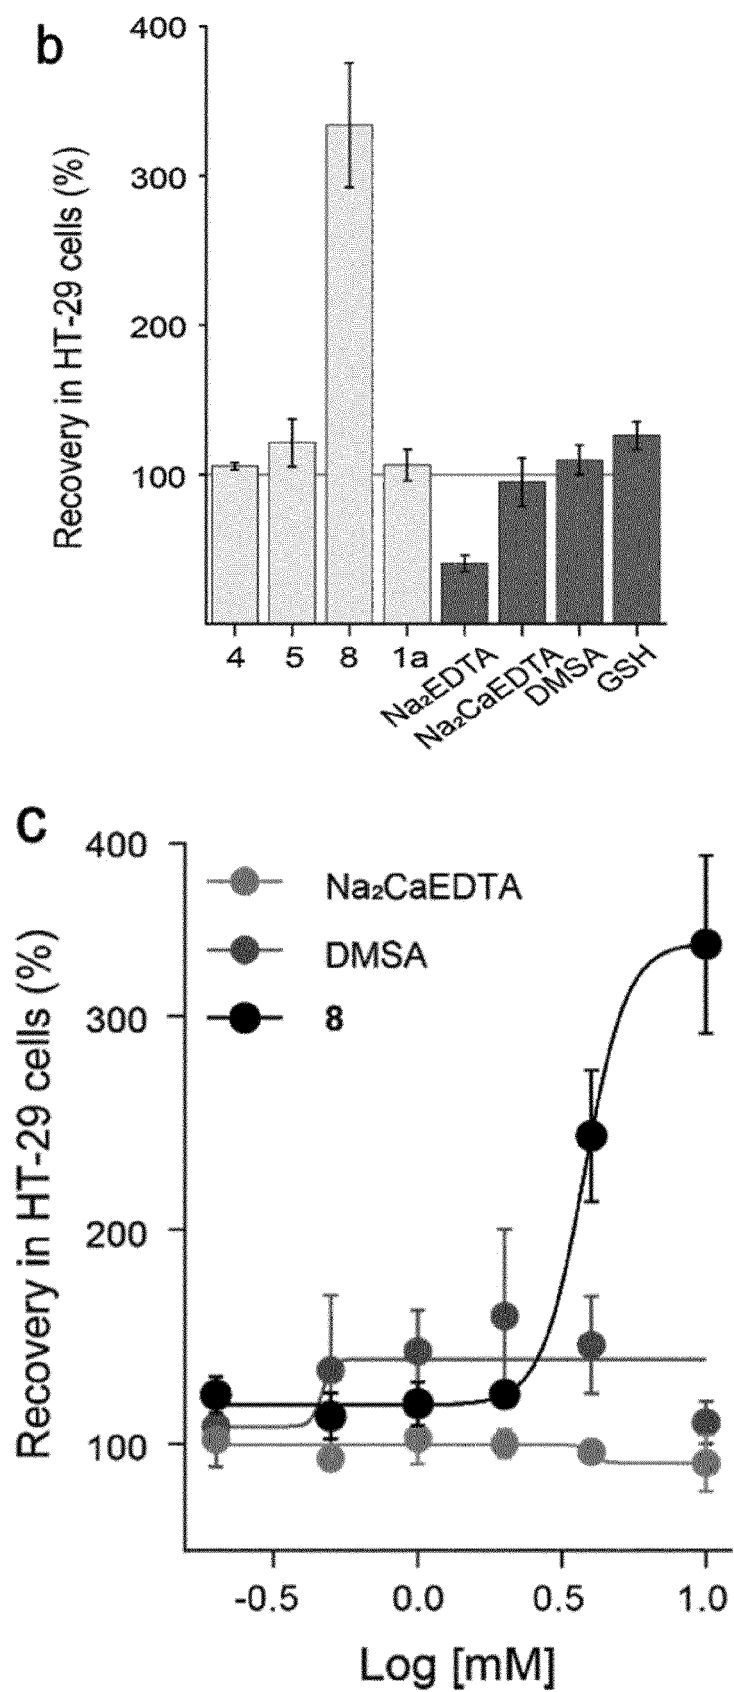 b
Recovery in HT-29 cells (%)
400
300
200
100
4 5 8 1a Na₂EDTA Na₂CaEDTA DMSA GSH
c
Recovery in HT-29 cells (%)
400
300
200
100
Na₂CaEDTA
DMSA
8
-0.5 0.0 0.5 1.0
Log [mM]